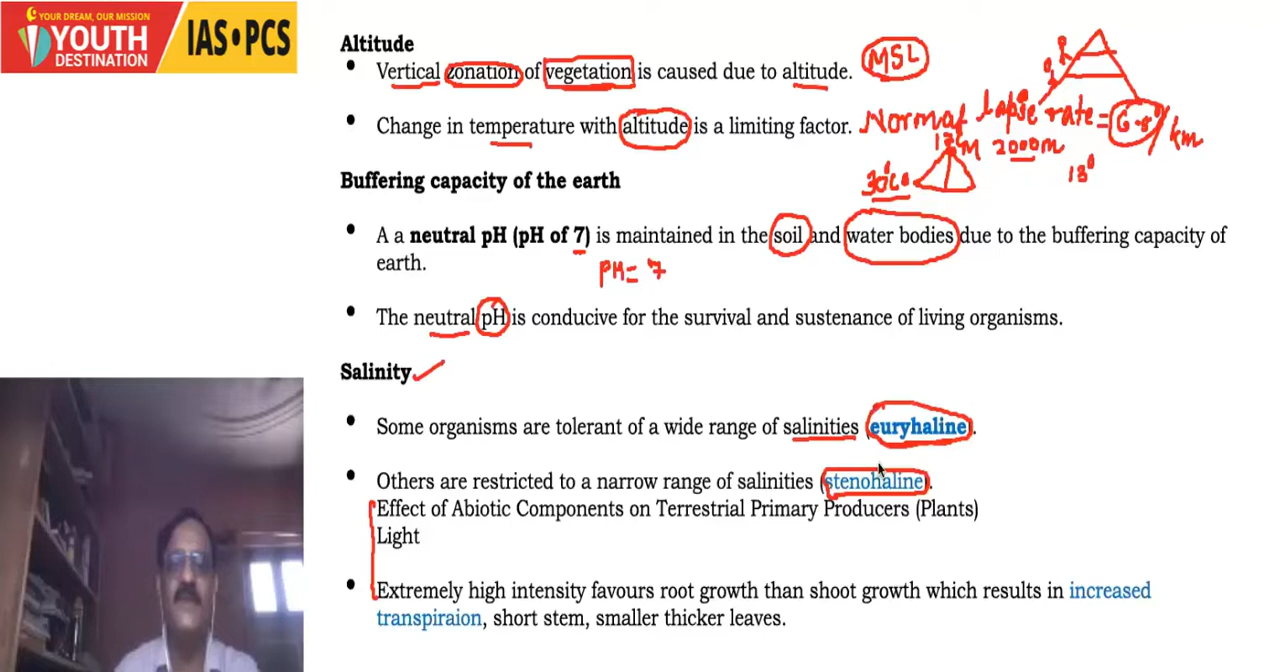 YOUR DREAM, OUR MISSION
YOUTH
DESTINATION
IAS•PCS
Altitude
• Vertical zonation of vegetation is caused due to altitude.
MSL
• Change in temperature with altitude is a limiting factor.
Normal lapse rate = 6.5°/km
2000m
13°
30°C
Buffering capacity of the earth
• A a neutral pH (pH of 7) is maintained in the soil and water bodies due to the buffering capacity of
earth.
PH = 7
• The neutral pH is conducive for the survival and sustenance of living organisms.
Salinity
• Some organisms are tolerant of a wide range of salinities (euryhaline).
• Others are restricted to a narrow range of salinities (stenohaline).
Effect of Abiotic Components on Terrestrial Primary Producers (Plants)
Light
• Extremely high intensity favours root growth than shoot growth which results in increased
transpiraion, short stem, smaller thicker leaves.